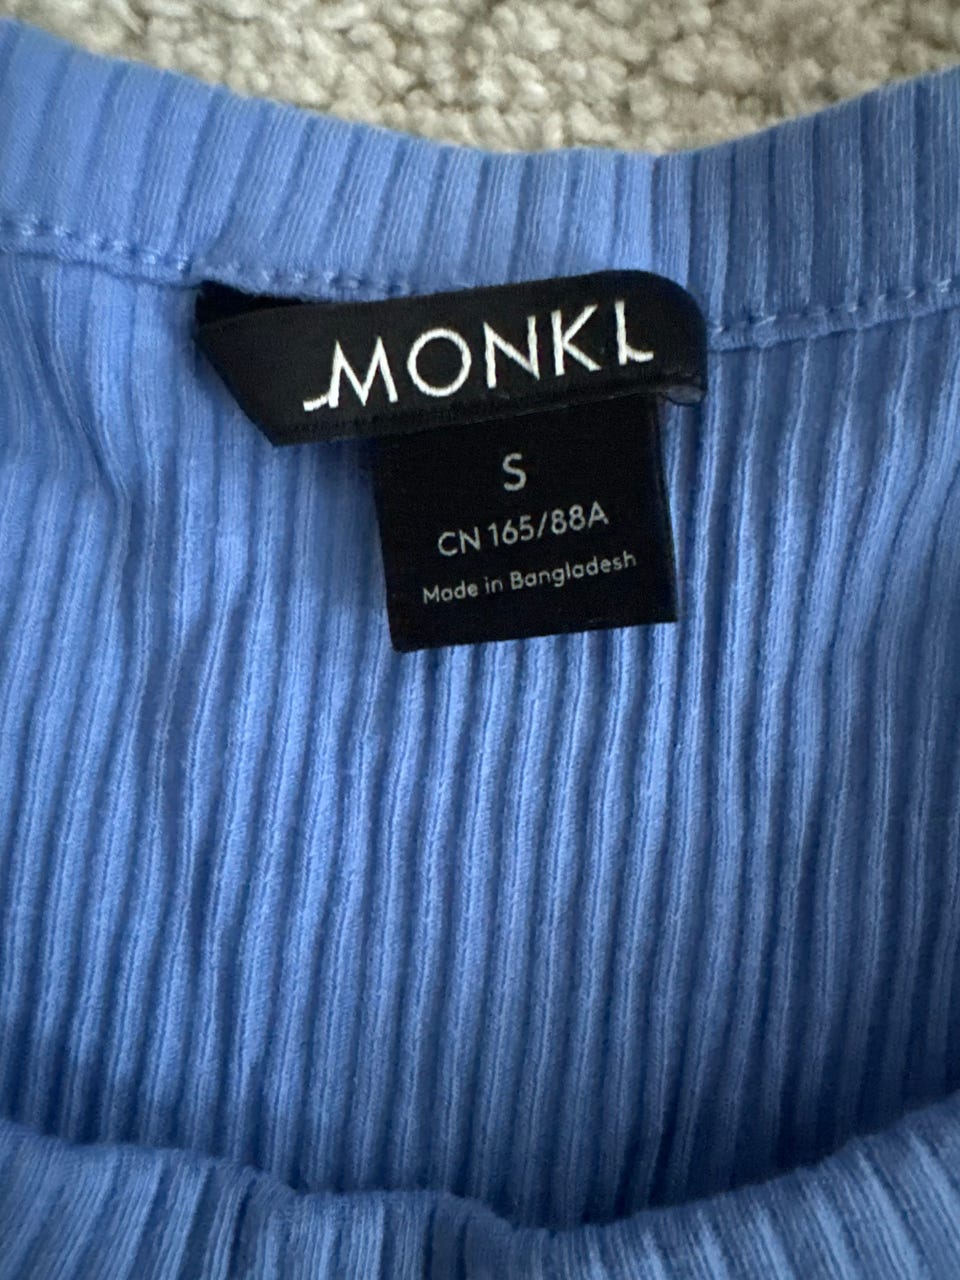 MONKI
S
CN 165/88A
Made in Bangladesh